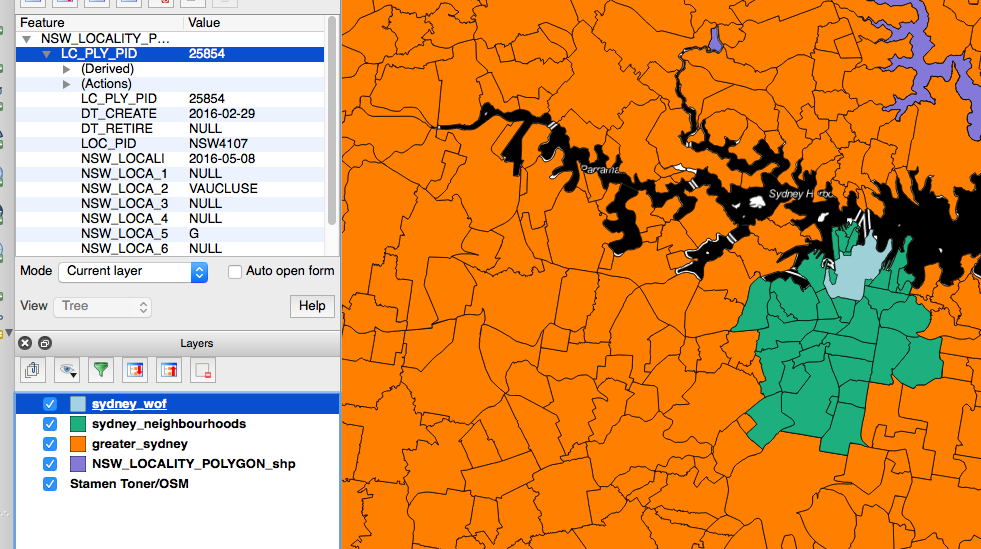 Feature Value
NSW_LOCALITY_P...
LC_PLY_PID 25854
(Derived)
(Actions)
LC_PLY_PID 25854
DT_CREATE 2016-02-29
DT_RETIRE NULL
LOC_PID NSW4107
NSW_LOCALI 2016-05-08
NSW_LOCA_1 NULL
NSW_LOCA_2 VAUCLUSE
NSW_LOCA_3 NULL
NSW_LOCA_4 NULL
NSW_LOCA_5 G
NSW_LOCA_6 NULL
Mode Current layer Auto open form
View Tree Help
Layers
sydney_wof
sydney_neighbourhoods
greater_sydney
NSW_LOCALITY_POLYGON_shp
Stamen Toner/OSM
Sydney